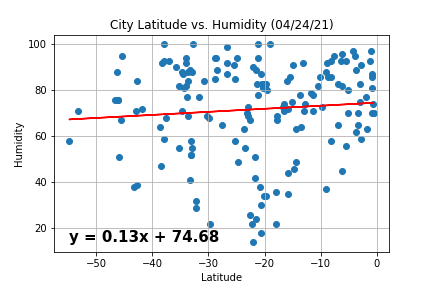 City Latitude vs. Humidity (04/24/21)
100
80
60
40
20
Humidity
y = 0.13x + 74.68
−50 −40 −30 −20 −10 0
Latitude